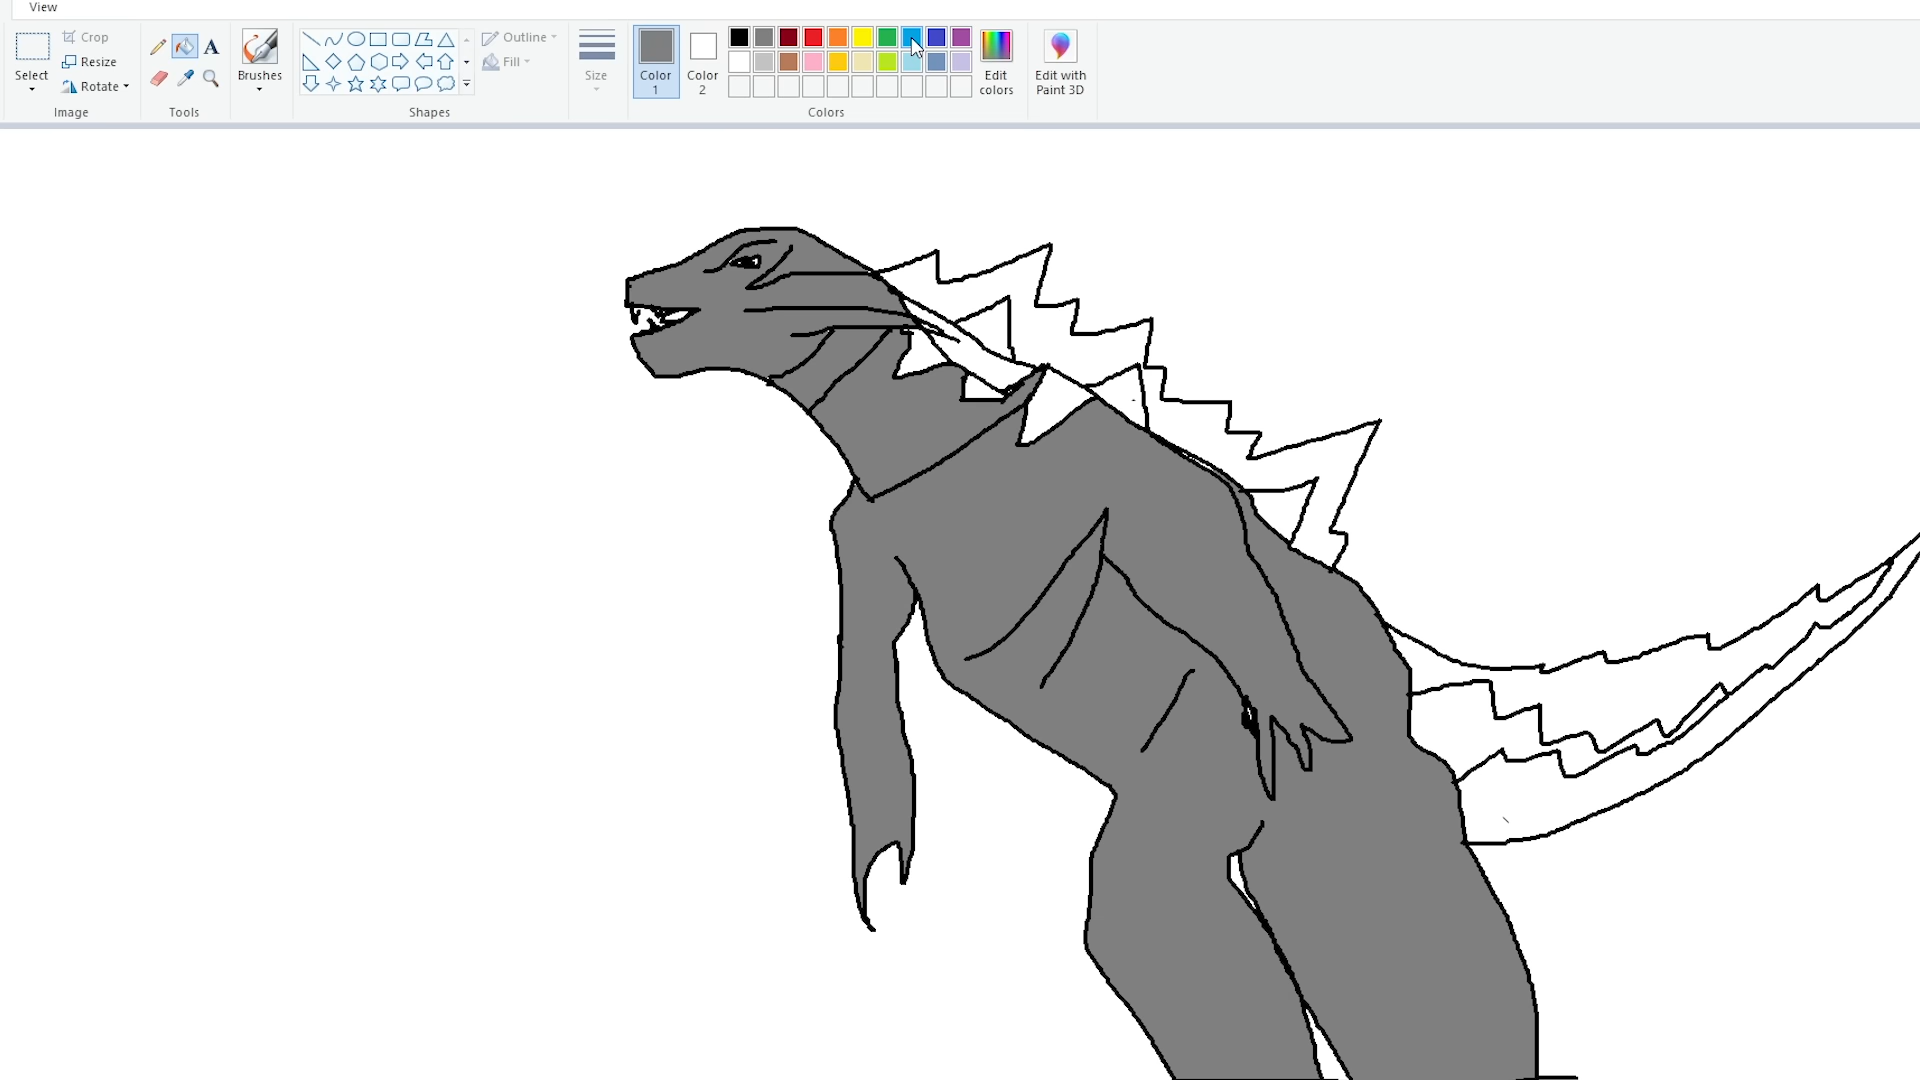 View
Crop
Resize
Rotate
Select
Image
A
Tools
Brushes
Shapes
Outline
Fill
Size
Color 1
Color 2
Edit colors
Colors
Edit with Paint 3D